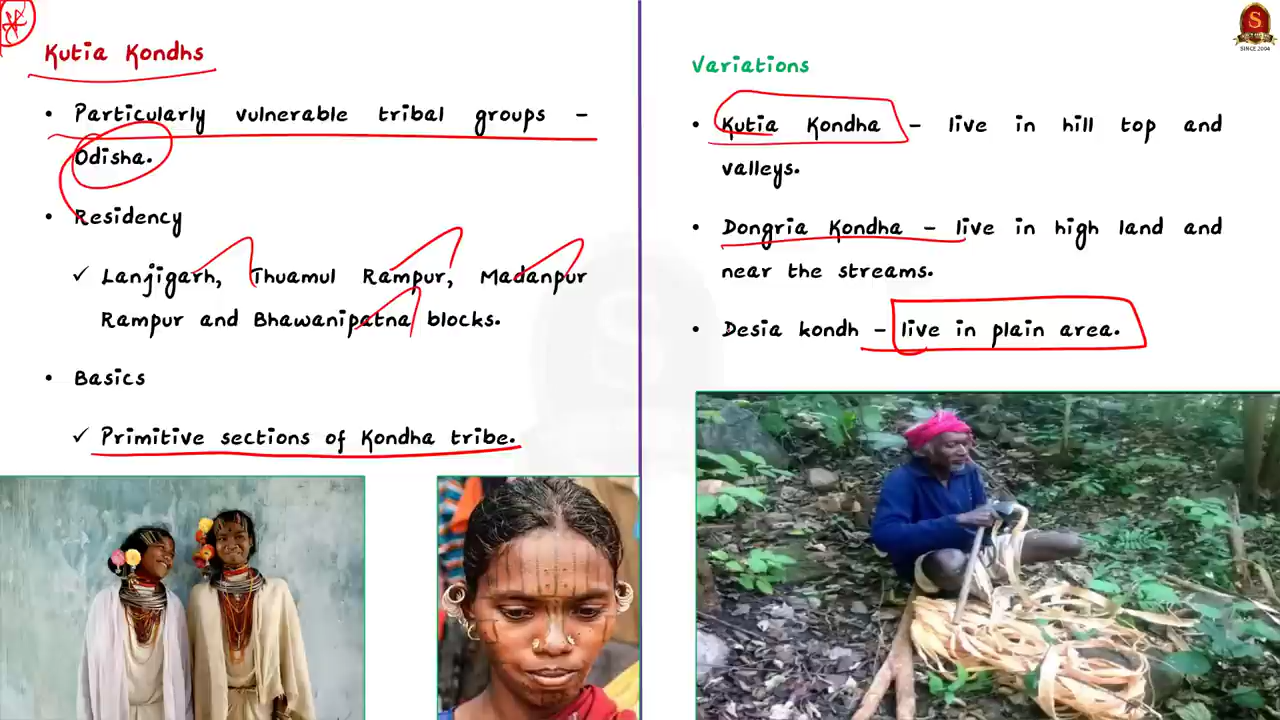 Kutia Kondhs
• Particularly vulnerable tribal groups –
Odisha.
• Residency
✓ Lanjigarh, Thuamul Rampur, Madanpur
Rampur and Bhawanipatna blocks.
• Basics
✓ Primitive sections of Kondha tribe.
Variations
• Kutia Kondha – live in hill top and
valleys.
• Dongria Kondha – live in high land and
near the streams.
• Desia kondh – live in plain area.
S
SINCE 2004